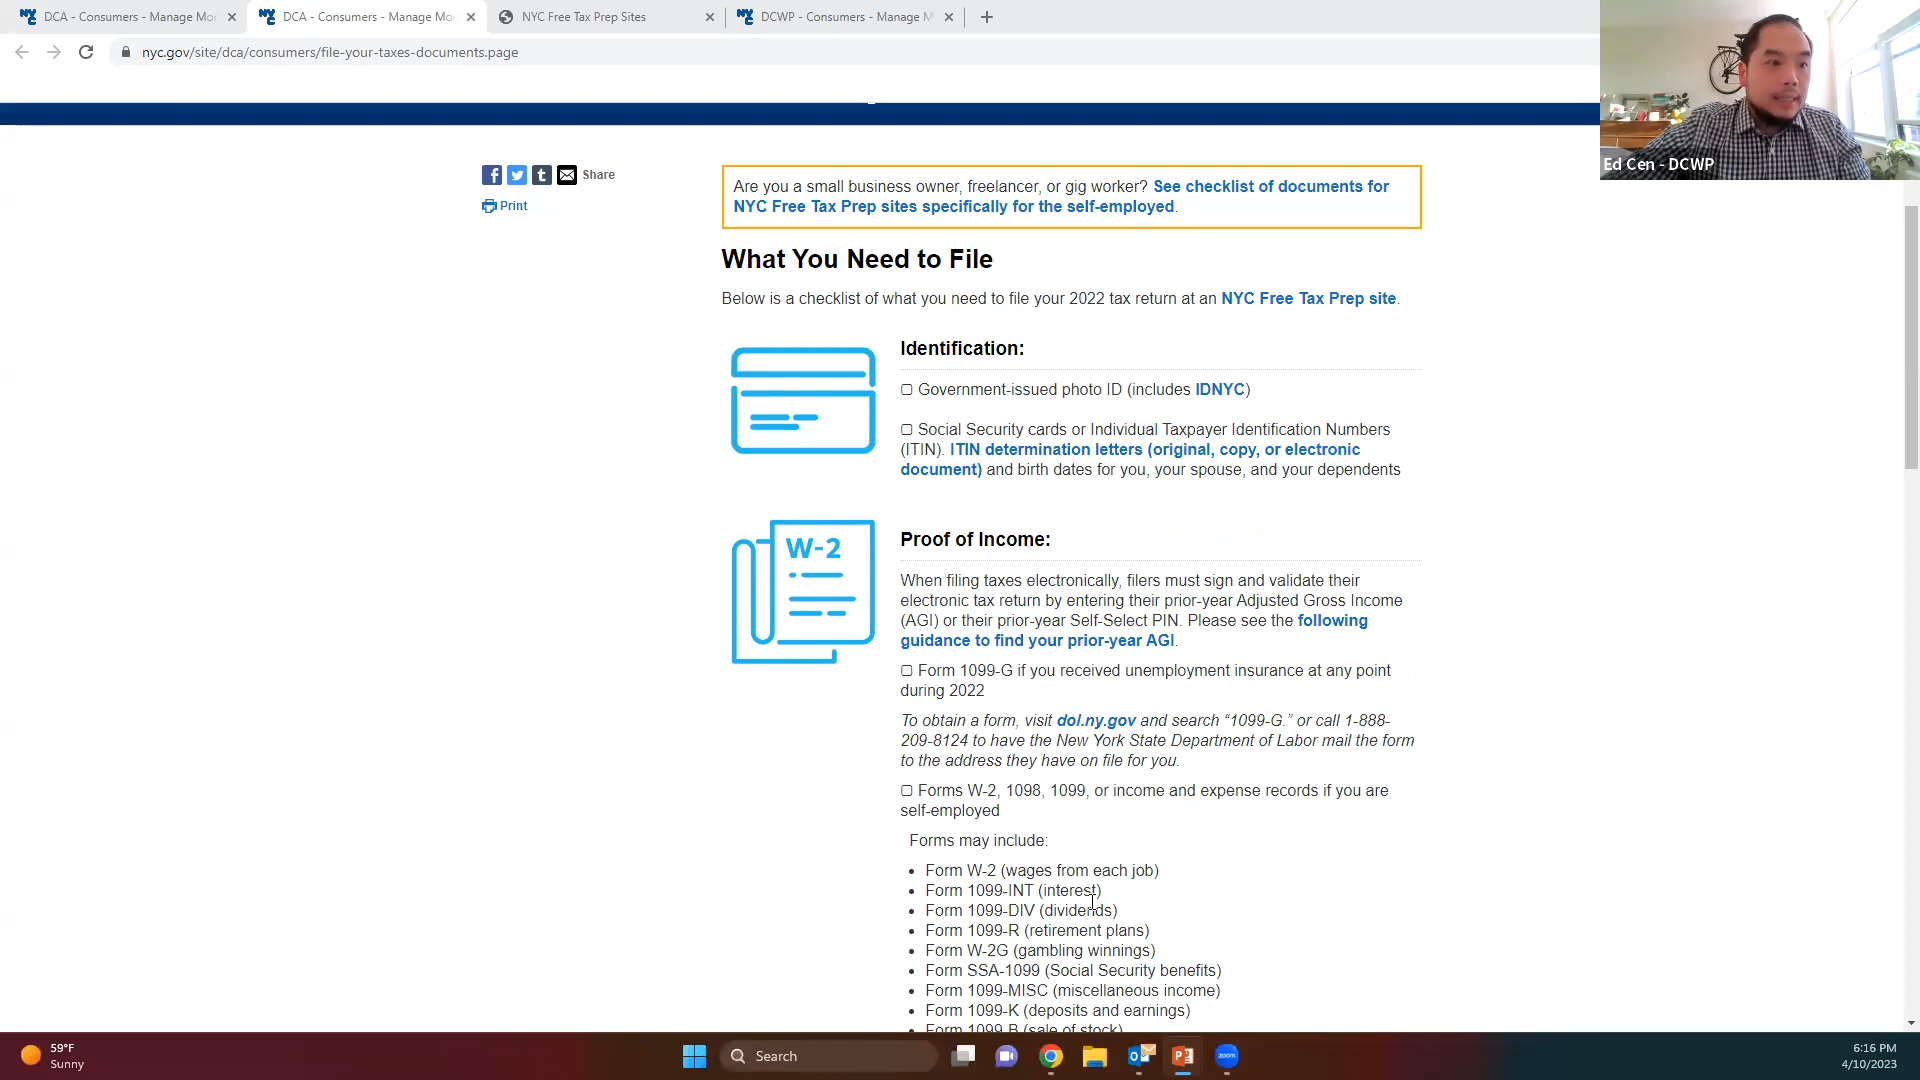 DCA - Consumers - Manage Mo
DCA - Consumers - Manage Mo
NYC Free Tax Prep Sites
DCWP - Consumers - Manage M
nyc.gov/site/dca/consumers/file-your-taxes-documents.page
Ed Cen - DCWP
Share
Print
Are you a small business owner, freelancer, or gig worker? See checklist of documents for
NYC Free Tax Prep sites specifically for the self-employed.
What You Need to File
Below is a checklist of what you need to file your 2022 tax return at an NYC Free Tax Prep site.
Identification:
▢ Government-issued photo ID (includes IDNYC)
▢ Social Security cards or Individual Taxpayer Identification Numbers
(ITIN). ITIN determination letters (original, copy, or electronic
document) and birth dates for you, your spouse, and your dependents
W-2
Proof of Income:
When filing taxes electronically, filers must sign and validate their
electronic tax return by entering their prior-year Adjusted Gross Income
(AGI) or their prior-year Self-Select PIN. Please see the following
guidance to find your prior-year AGI.
▢ Form 1099-G if you received unemployment insurance at any point
during 2022
To obtain a form, visit dol.ny.gov and search “1099-G.” or call 1-888-
209-8124 to have the New York State Department of Labor mail the form
to the address they have on file for you.
▢ Forms W-2, 1098, 1099, or income and expense records if you are
self-employed
Forms may include:
• Form W-2 (wages from each job)
• Form 1099-INT (interest)
• Form 1099-DIV (dividends)
• Form 1099-R (retirement plans)
• Form W-2G (gambling winnings)
• Form SSA-1099 (Social Security benefits)
• Form 1099-MISC (miscellaneous income)
• Form 1099-K (deposits and earnings)
• Form 1099-B (sale of stock)
59°F
Sunny
Search
zoom
6:16 PM
4/10/2023